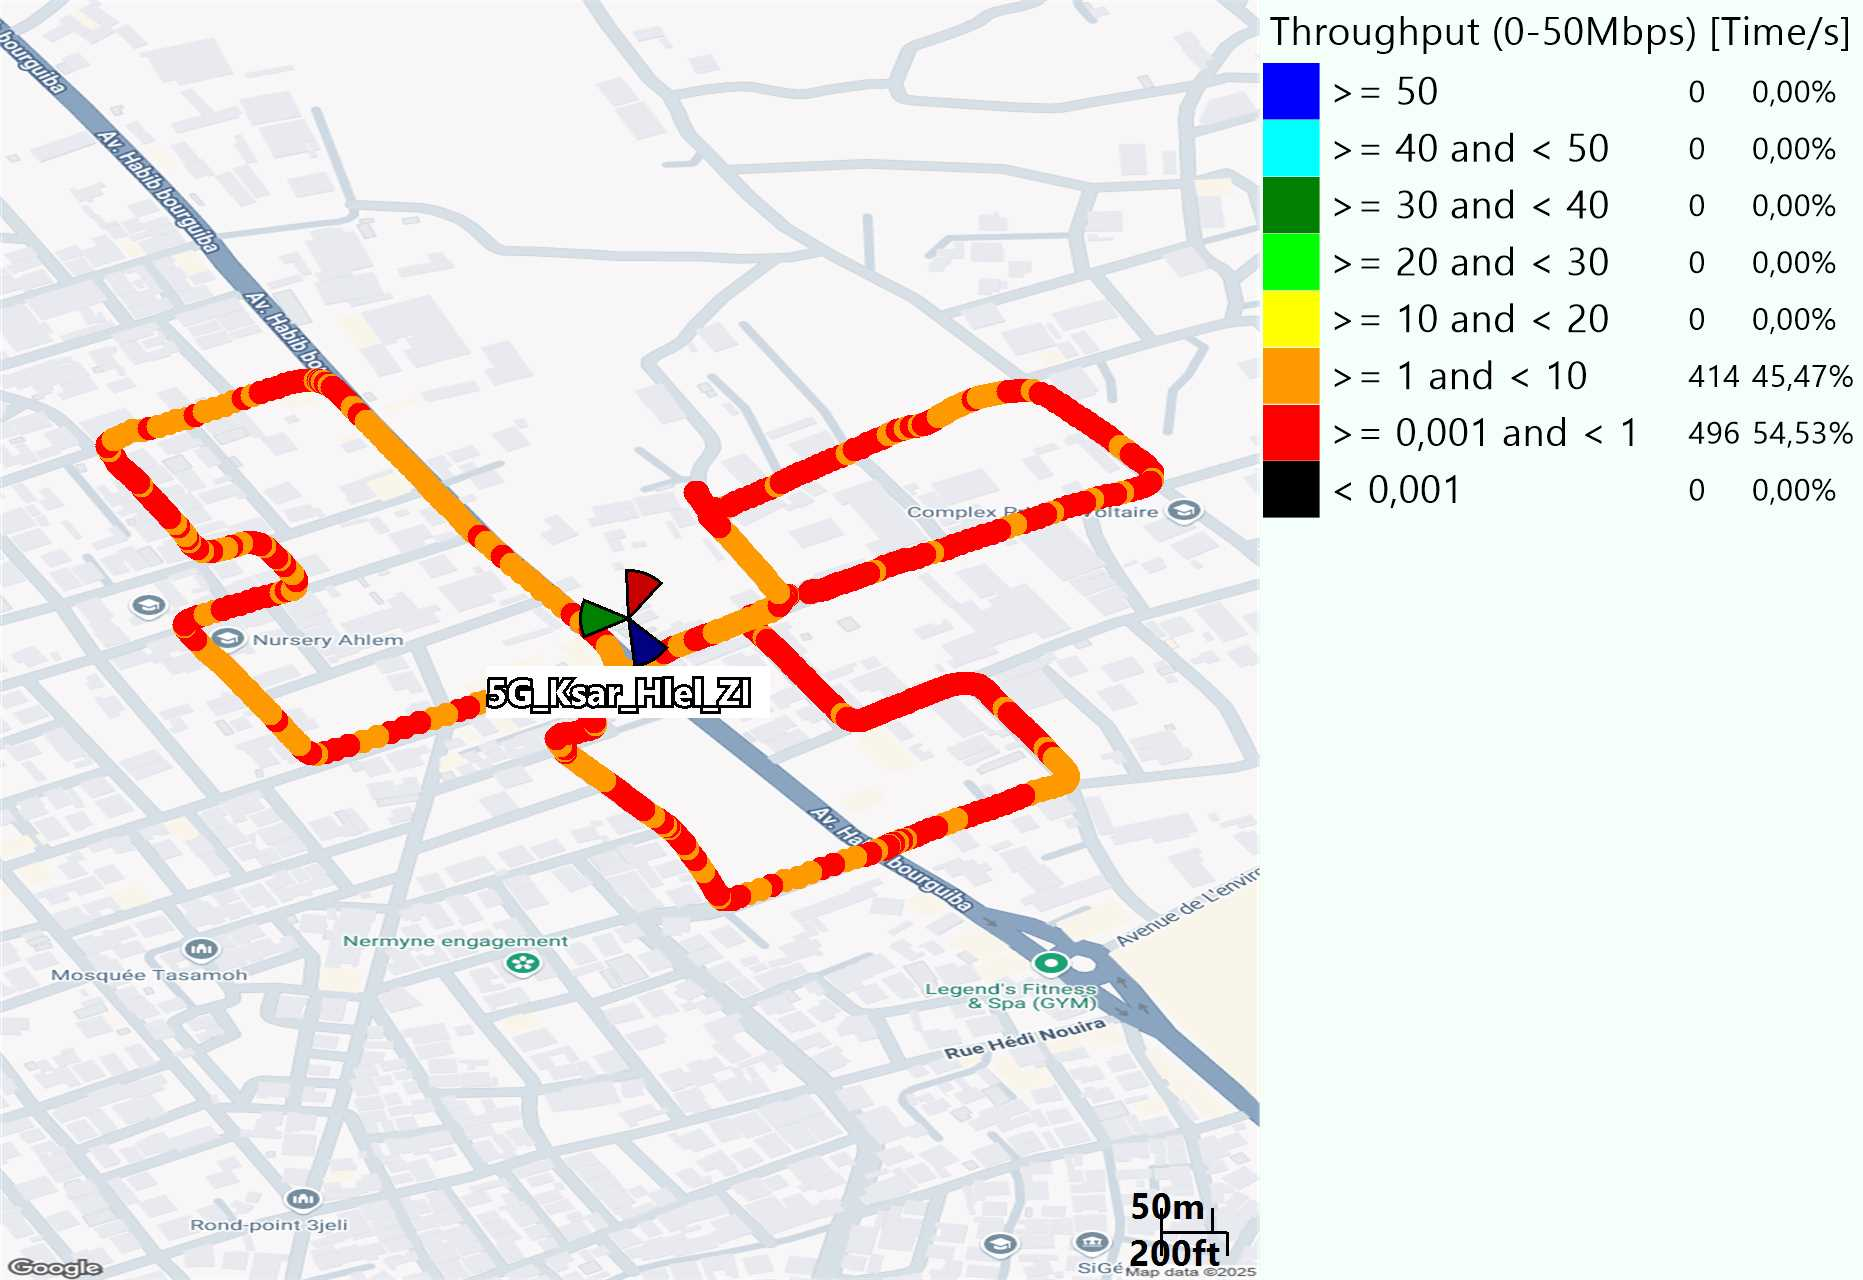 Throughput (0-50Mbps) [Time/s]
>= 50 0 0,00%
>= 40 and < 50 0 0,00%
>= 30 and < 40 0 0,00%
>= 20 and < 30 0 0,00%
>= 10 and < 20 0 0,00%
>= 1 and < 10 414 45,47%
>= 0,001 and < 1 496 54,53%
< 0,001 0 0,00%
bourguiba
Av. Habib bourguiba
Av. Habib
Complex
Voltaire
Nursery Ahlem
5G_Ksar_Hlel_ZI
Av.
bourguiba
Avenue de L'enviro
Nermyne engagement
Mosquée Tasamoh
Legend's Fitness
& Spa (GYM)
Rue Hédi Nouira
Rond-point 3jeli
50m
200ft
SiGé
Google
Map data ©2025